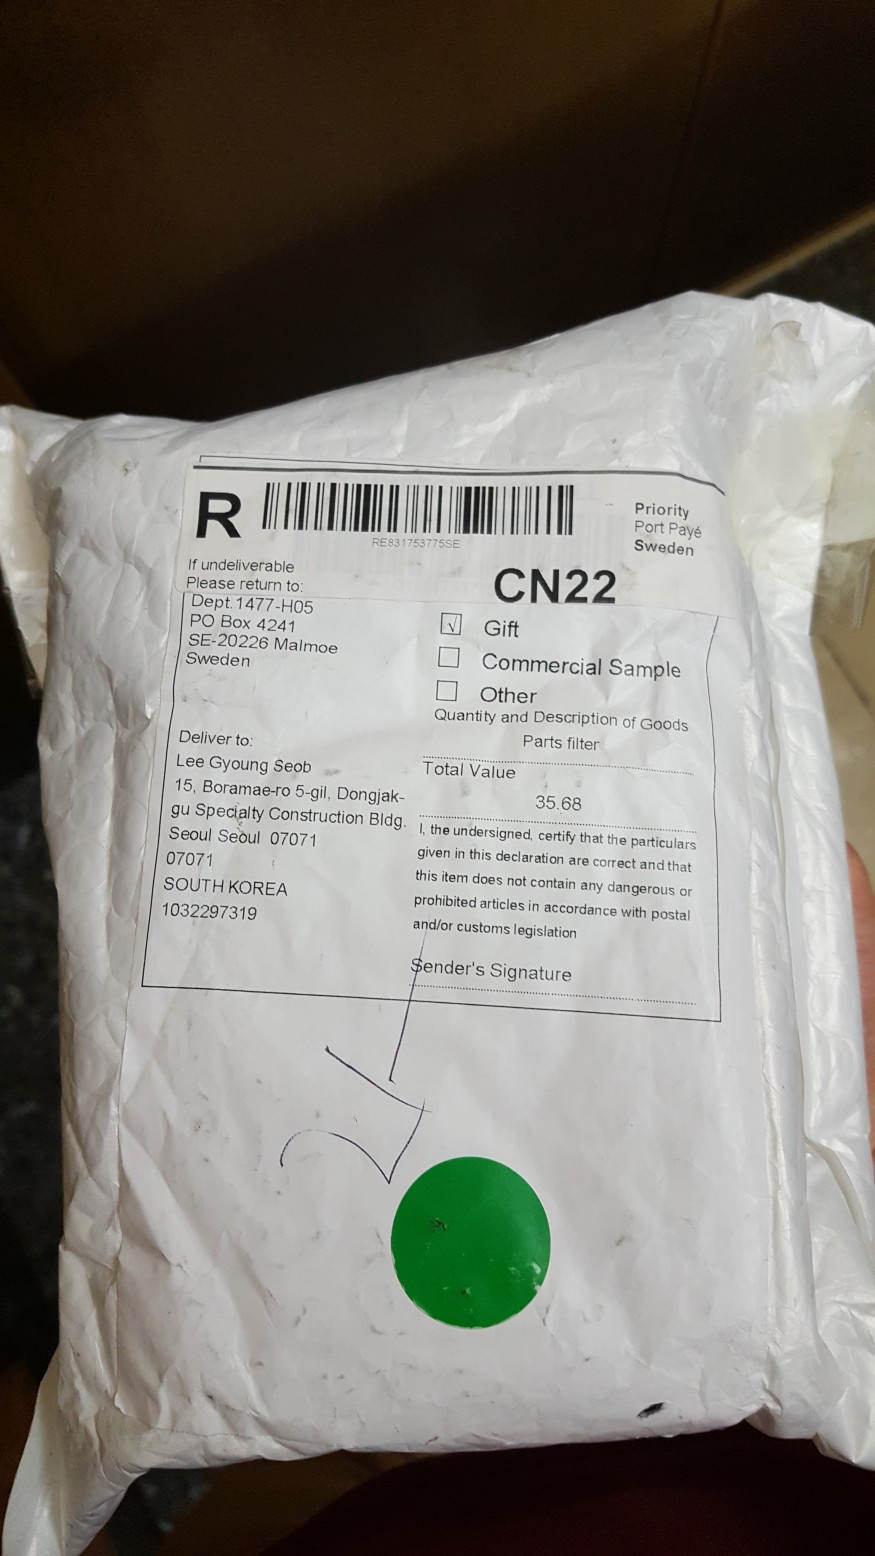 R
RE831753775SE
Priority
Port Payé
Sweden
If undeliverable
Please return to:
Dept.1477-H05
PO Box 4241
SE-20226 Malmoe
Sweden
CN22
√ Gift
Commercial Sample
Other
Quantity and Description of Goods
Parts filter
Total Value
35.68
I, the undersigned, certify that the particulars
given in this declaration are correct and that
this item does not contain any dangerous or
prohibited articles in accordance with postal
and/or customs legislation
Sender's Signature
Deliver to:
Lee Gyoung Seob
15, Boramae-ro 5-gil, Dongjak-
gu Specialty Construction Bldg.
Seoul Seoul 07071
07071
SOUTH KOREA
1032297319